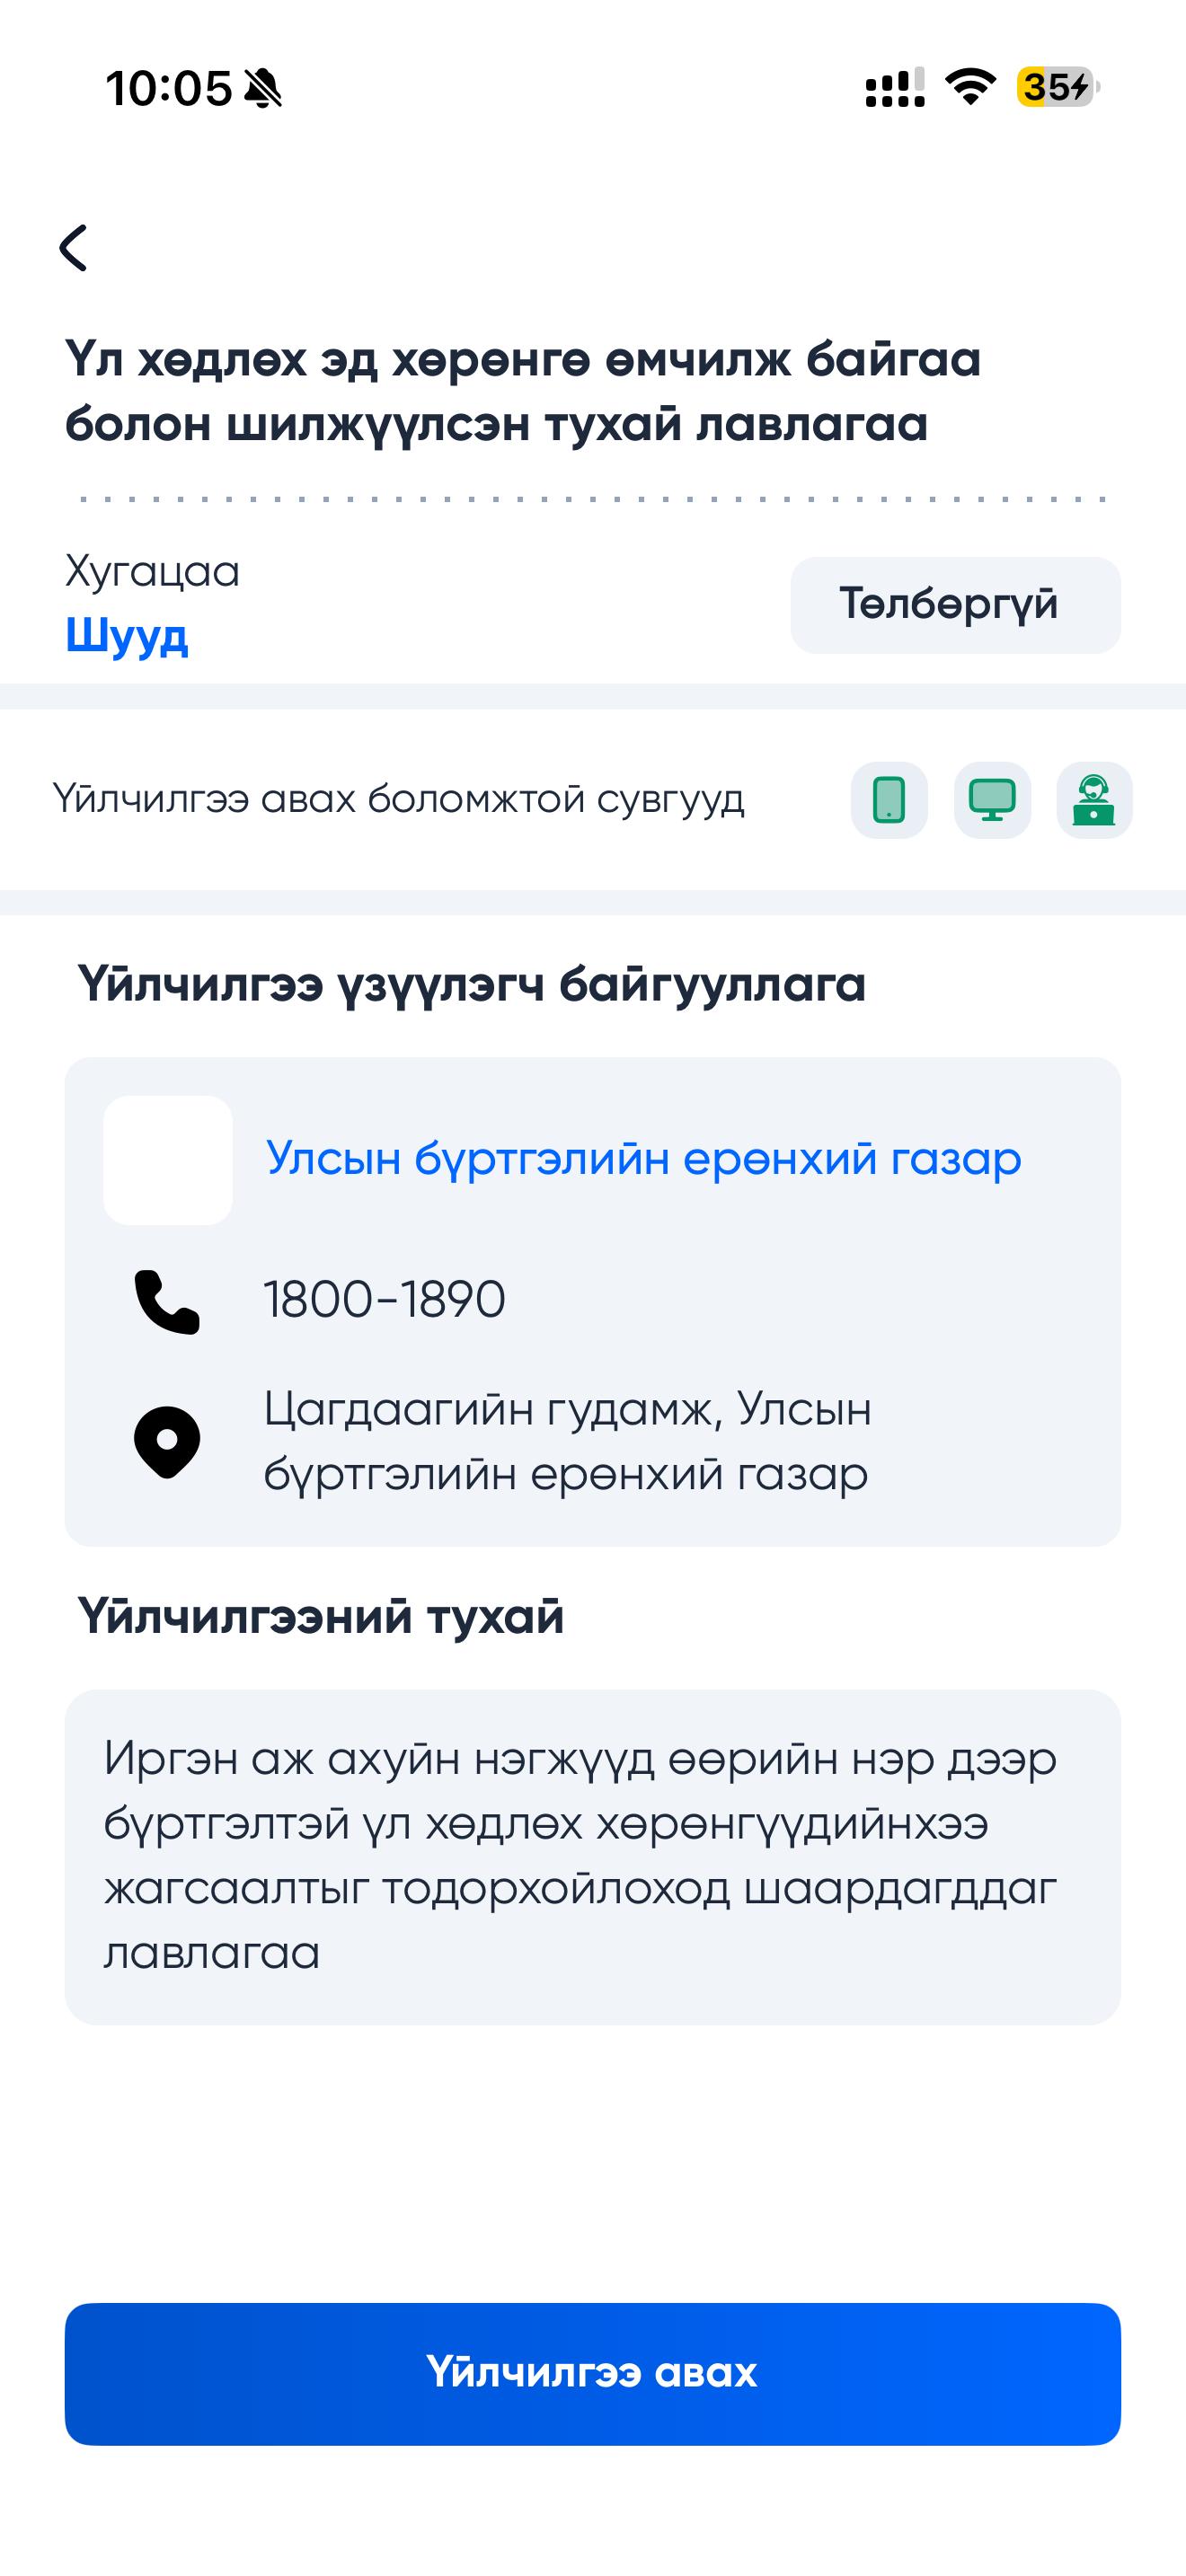 10:05
35
Үл хөдлөх эд хөрөнгө өмчилж байгаа
болон шилжүүлсэн тухай лавлагаа
Хугацаа
Шууд
Төлбөргүй
Үйлчилгээ авах боломжтой сувгууд
Үйлчилгээ үзүүлэгч байгууллага
Улсын бүртгэлийн ерөнхий газар
1800-1890
Цагдаагийн гудамж, Улсын
бүртгэлийн ерөнхий газар
Үйлчилгээний тухай
Иргэн аж ахуйн нэгжүүд өөрийн нэр дээр
бүртгэлтэй үл хөдлөх хөрөнгүүдийнхээ
жагсаалтыг тодорхойлоход шаардагддаг
лавлагаа
Үйлчилгээ авах